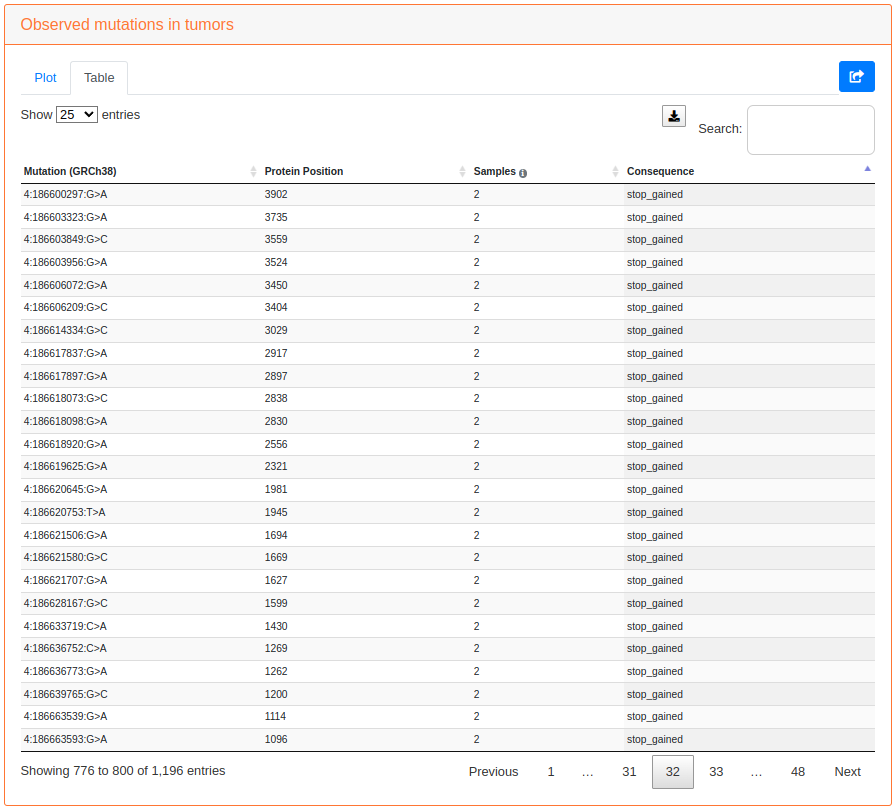 Observed mutations in tumors
Plot Table
Show 25 entries Search:
Mutation (GRCh38) Protein Position Samples Consequence
4:186600297:G>A 3902 2 stop_gained
4:186603323:G>A 3735 2 stop_gained
4:186603849:G>C 3559 2 stop_gained
4:186603956:G>A 3524 2 stop_gained
4:186606072:G>A 3450 2 stop_gained
4:186606209:G>C 3404 2 stop_gained
4:186614334:G>C 3029 2 stop_gained
4:186617837:G>A 2917 2 stop_gained
4:186617897:G>A 2897 2 stop_gained
4:186618073:G>C 2838 2 stop_gained
4:186618098:G>A 2830 2 stop_gained
4:186618920:G>A 2556 2 stop_gained
4:186619625:G>A 2321 2 stop_gained
4:186620645:G>A 1981 2 stop_gained
4:186620753:T>A 1945 2 stop_gained
4:186621506:G>A 1694 2 stop_gained
4:186621580:G>C 1669 2 stop_gained
4:186621707:G>A 1627 2 stop_gained
4:186628167:G>C 1599 2 stop_gained
4:186633719:C>A 1430 2 stop_gained
4:186636752:C>A 1269 2 stop_gained
4:186636773:G>A 1262 2 stop_gained
4:186639765:G>C 1200 2 stop_gained
4:186663539:G>A 1114 2 stop_gained
4:186663593:G>A 1096 2 stop_gained
Showing 776 to 800 of 1,196 entries Previous 1 … 31 32 33 … 48 Next